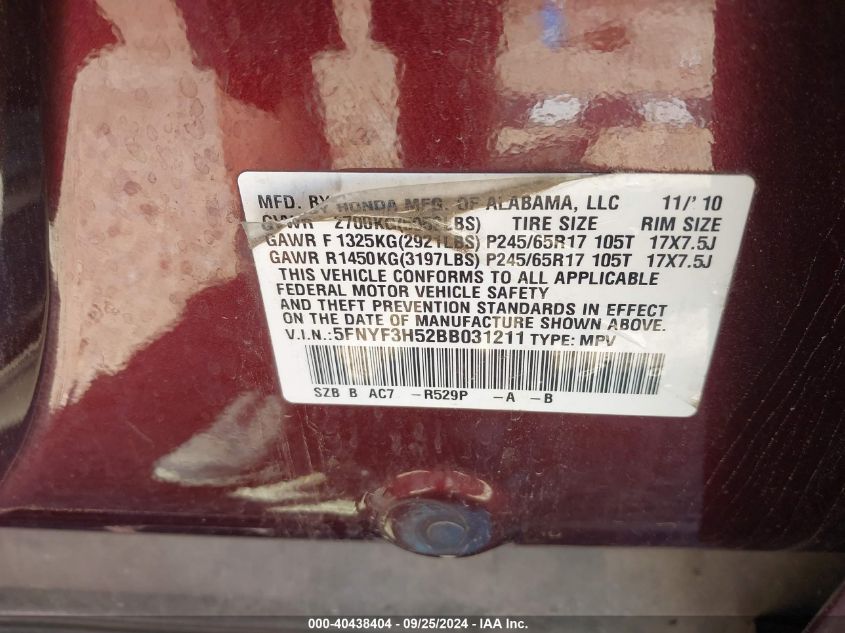 MFD. BY HONDA MFG. OF ALABAMA, LLC 11/' 10
GVWR 2700KG( LBS) TIRE SIZE RIM SIZE
GAWR F 1325KG(2921LBS) P245/65R17 105T 17X7.5J
GAWR R1450KG(3197LBS) P245/65R17 105T 17X7.5J
THIS VEHICLE CONFORMS TO ALL APPLICABLE
FEDERAL MOTOR VEHICLE SAFETY
AND THEFT PREVENTION STANDARDS IN EFFECT
ON THE DATE OF MANUFACTURE SHOWN ABOVE.
V.I.N.:5FNYF3H52BB031211 TYPE: MPV
SZB B AC7 -R529P -A -B
000-40438404 - 09/25/2024 - IAA Inc.